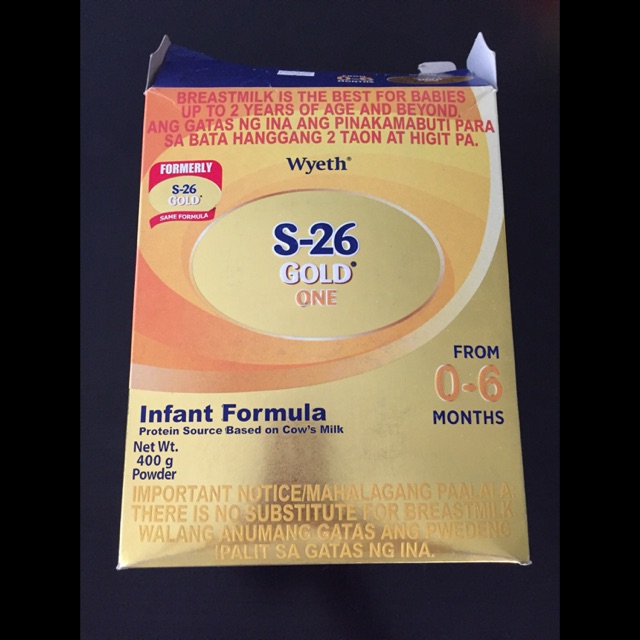 BREASTMILK IS THE BEST FOR BABIES
UP TO 2 YEARS OF AGE AND BEYOND.
ANG GATAS NG INA ANG PINAKAMABUTI PARA
SA BATA HANGGANG 2 TAON AT HIGIT PA.
Wyeth®
FORMERLY
S-26
GOLD
SAME FORMULA
S-26
GOLD
ONE
FROM
0-6
MONTHS
Infant Formula
Protein Source Based on Cow's Milk
Net Wt.
400 g
Powder
IMPORTANT NOTICE/MAHALAGANG PAALALA:
THERE IS NO SUBSTITUTE FOR BREASTMILK
WALANG ANUMANG GATAS ANG PWEDENG
IPALIT SA GATAS NG INA.